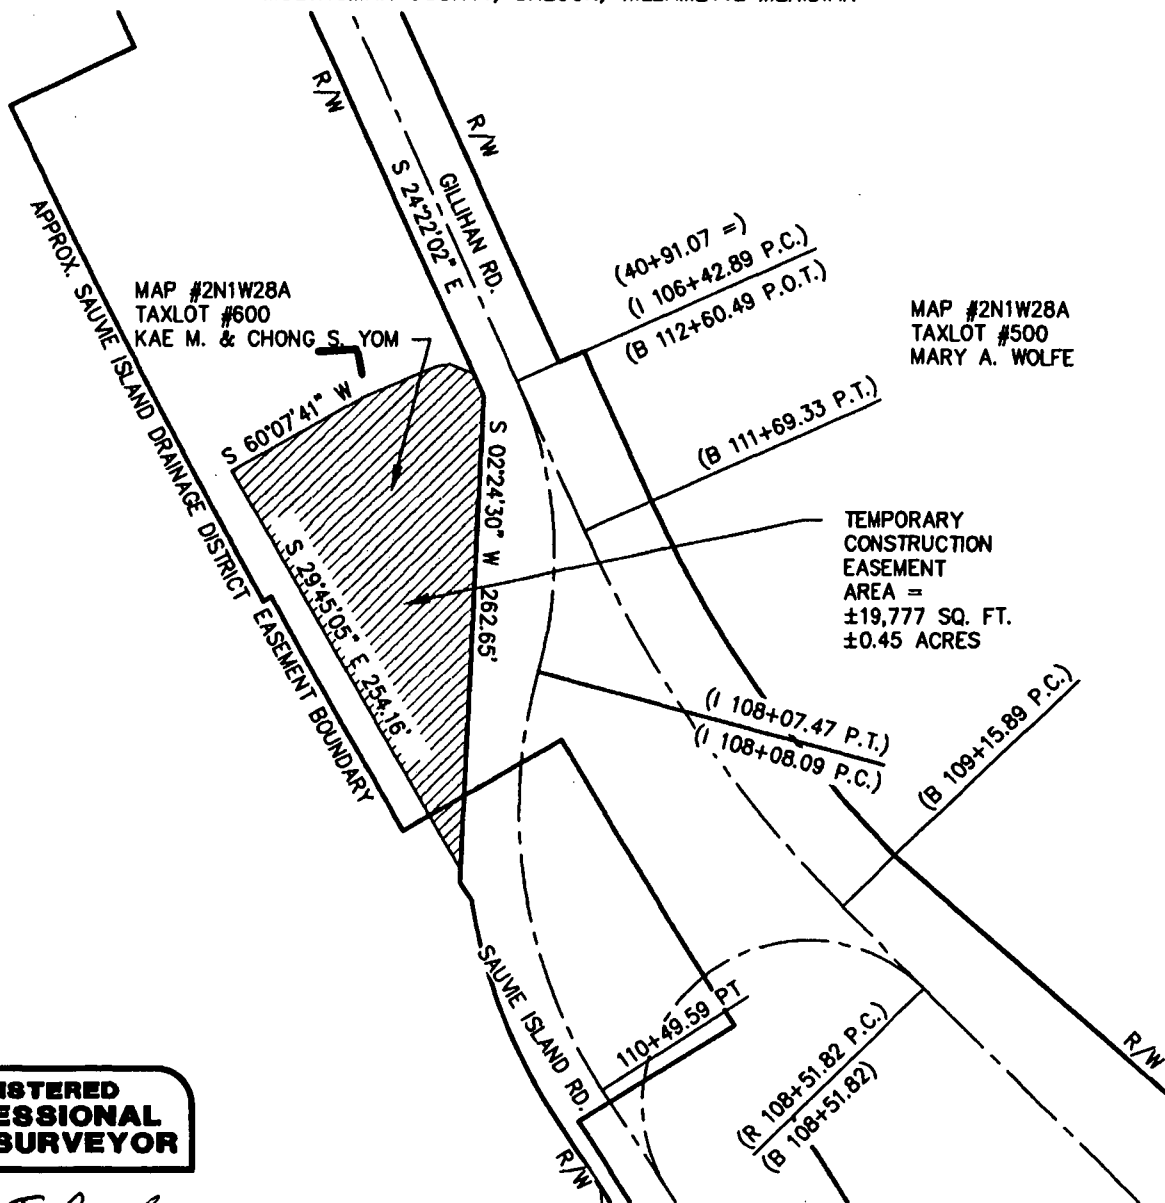 R/W
R/W
S 24°22'02" E
GILLIHAN RD.
(40+91.07 =)
(I 106+42.89 P.C.)
(B 112+60.49 P.O.T.)
APPROX. SAUVIE ISLAND DRAINAGE DISTRICT EASEMENT BOUNDARY
MAP #2N1W28A
TAXLOT #600
KAE M. & CHONG S. YOM
MAP #2N1W28A
TAXLOT #500
MARY A. WOLFE
S 60°07'41" W
(B 111+69.33 P.T.)
S 02°24'30" W 262.65'
S 29°45'05" E 254.16'
TEMPORARY
CONSTRUCTION
EASEMENT
AREA =
±19,777 SQ. FT.
±0.45 ACRES
(I 108+07.47 P.T.)
(I 108+08.09 P.C.)
(B 109+15.89 P.C.)
SAUVIE ISLAND RD.
110+49.59 PT
(R 108+51.82 P.C.)
(B 108+51.82)
R/W
R/W
ISTERED
ESSIONAL
SURVEYOR